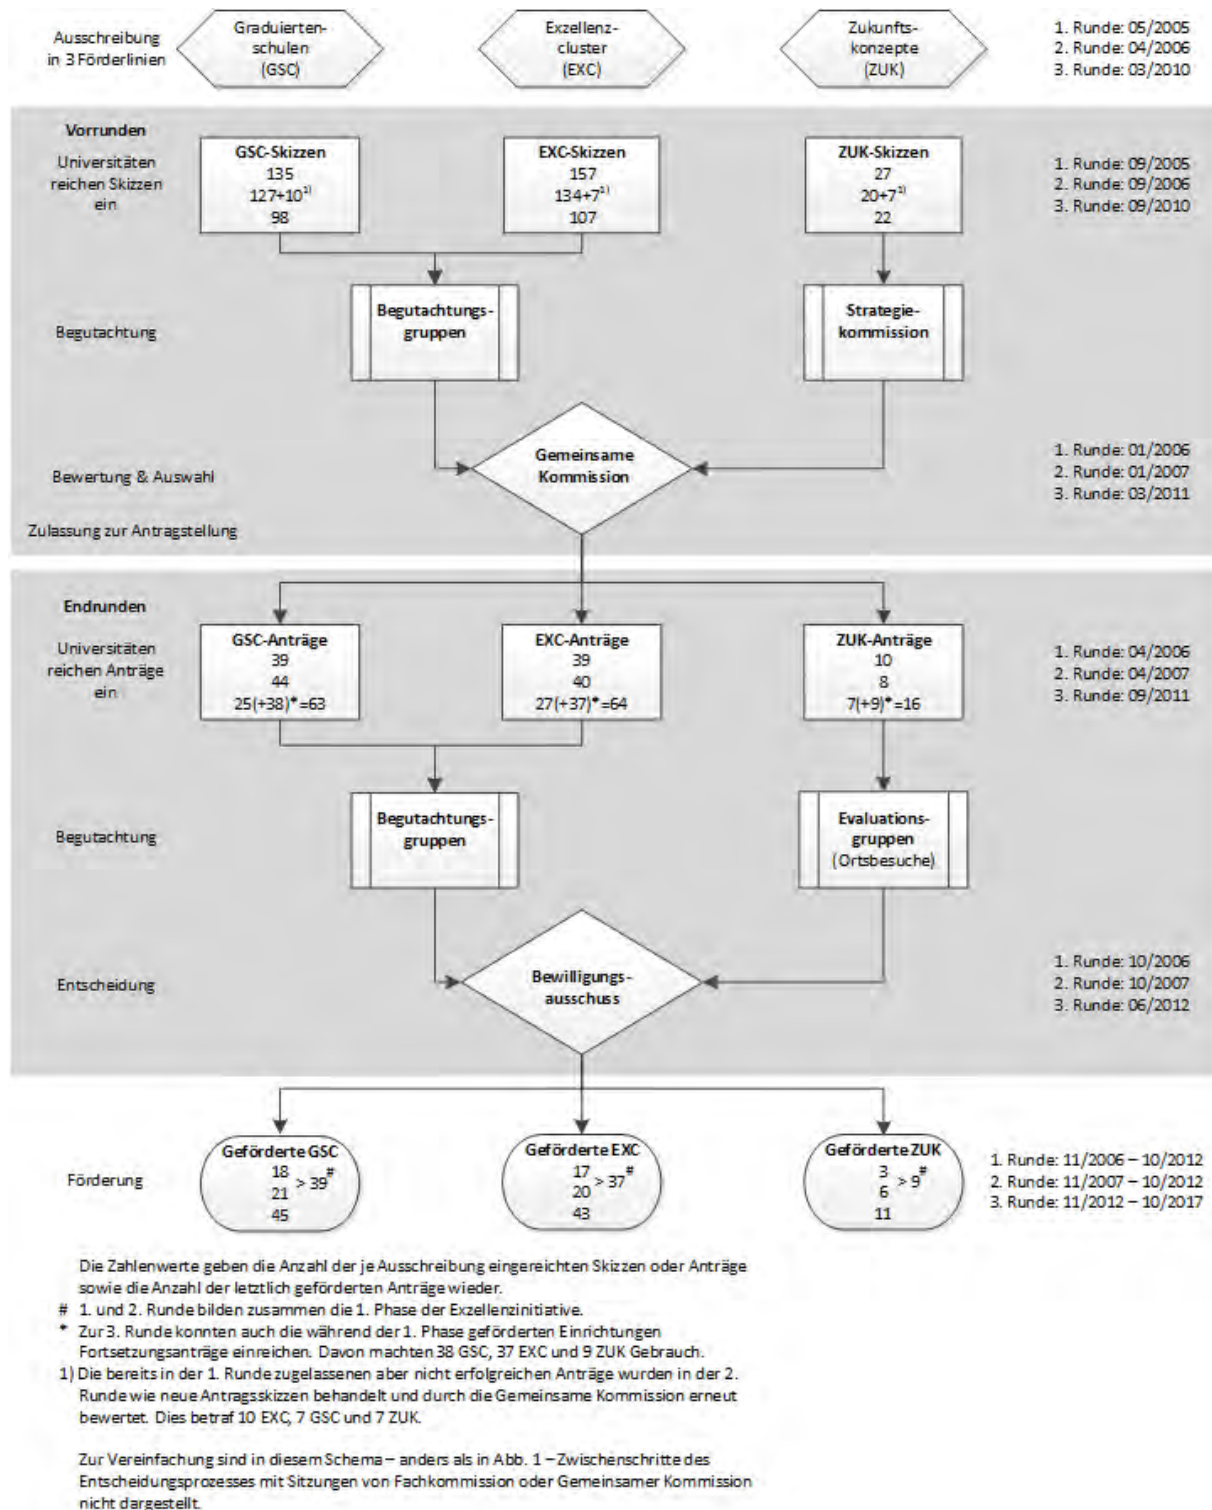 Ausschreibung
in 3 Förderlinien
Graduierten-
schulen
(GSC)
Exzellenz-
cluster
(EXC)
Zukunfts-
konzepte
(ZUK)
1. Runde: 05/2005
2. Runde: 04/2006
3. Runde: 03/2010
Vorrunden
Universitäten
reichen Skizzen
ein
GSC-Skizzen
135
127+10¹⁾
98
EXC-Skizzen
157
134+7¹⁾
107
ZUK-Skizzen
27
20+7¹⁾
22
1. Runde: 09/2005
2. Runde: 09/2006
3. Runde: 09/2010
Begutachtung
Begutachtungs-
gruppen
Strategie-
kommission
Bewertung & Auswahl
Gemeinsame
Kommission
1. Runde: 01/2006
2. Runde: 01/2007
3. Runde: 03/2011
Zulassung zur Antragstellung
Endrunden
Universitäten
reichen Anträge
ein
GSC-Anträge
39
44
25(+38)*=63
EXC-Anträge
39
40
27(+37)*=64
ZUK-Anträge
10
8
7(+9)*=16
1. Runde: 04/2006
2. Runde: 04/2007
3. Runde: 09/2011
Begutachtung
Begutachtungs-
gruppen
Evaluations-
gruppen
(Ortsbesuche)
Entscheidung
Bewilligungs-
ausschuss
1. Runde: 10/2006
2. Runde: 10/2007
3. Runde: 06/2012
Förderung
Geförderte GSC
18
> 39#
21
45
Geförderte EXC
17
> 37#
20
43
Geförderte ZUK
3
> 9#
6
11
1. Runde: 11/2006 – 10/2012
2. Runde: 11/2007 – 10/2012
3. Runde: 11/2012 – 10/2017
Die Zahlenwerte geben die Anzahl der je Ausschreibung eingereichten Skizzen oder Anträge
sowie die Anzahl der letztlich geförderten Anträge wieder.
# 1. und 2. Runde bilden zusammen die 1. Phase der Exzellenzinitiative.
* Zur 3. Runde konnten auch die während der 1. Phase geförderten Einrichtungen
Fortsetzungsanträge einreichen. Davon machten 38 GSC, 37 EXC und 9 ZUK Gebrauch.
1) Die bereits in der 1. Runde zugelassenen aber nicht erfolgreichen Anträge wurden in der 2.
Runde wie neue Antragsskizzen behandelt und durch die Gemeinsame Kommission erneut
bewertet. Dies betraf 10 EXC, 7 GSC und 7 ZUK.
Zur Vereinfachung sind in diesem Schema – anders als in Abb. 1 – Zwischenschritte des
Entscheidungsprozesses mit Sitzungen von Fachkommission oder Gemeinsamer Kommission
nicht dargestellt.